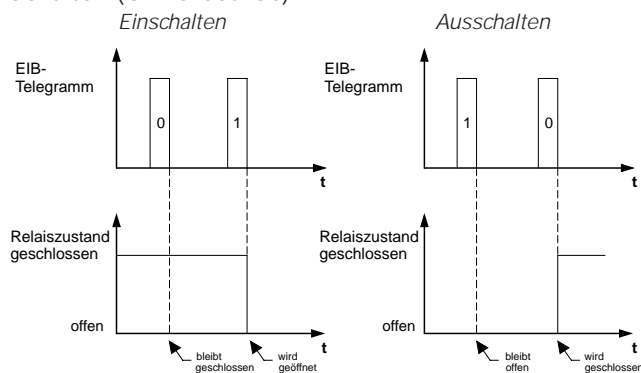 Einschalten
Ausschalten
EIB-
Telegramm
0
1
t
EIB-
Telegramm
1
0
t
Relaiszustand
geschlossen
offen
t
bleibt
geschlossen
wird
geöffnet
Relaiszustand
geschlossen
offen
t
bleibt
offen
wird
geschlossen